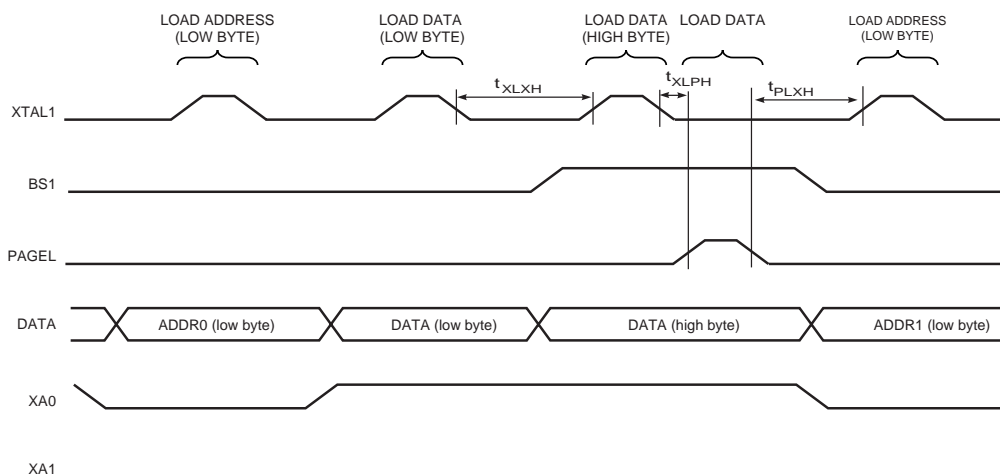 LOAD ADDRESS
(LOW BYTE)
LOAD DATA
(LOW BYTE)
LOAD DATA
(HIGH BYTE)
LOAD DATA
LOAD ADDRESS
(LOW BYTE)
tXLXH
tXLPH
tPLXH
XTAL1
BS1
PAGEL
DATA
ADDR0 (low byte)
DATA (low byte)
DATA (high byte)
ADDR1 (low byte)
XA0
XA1